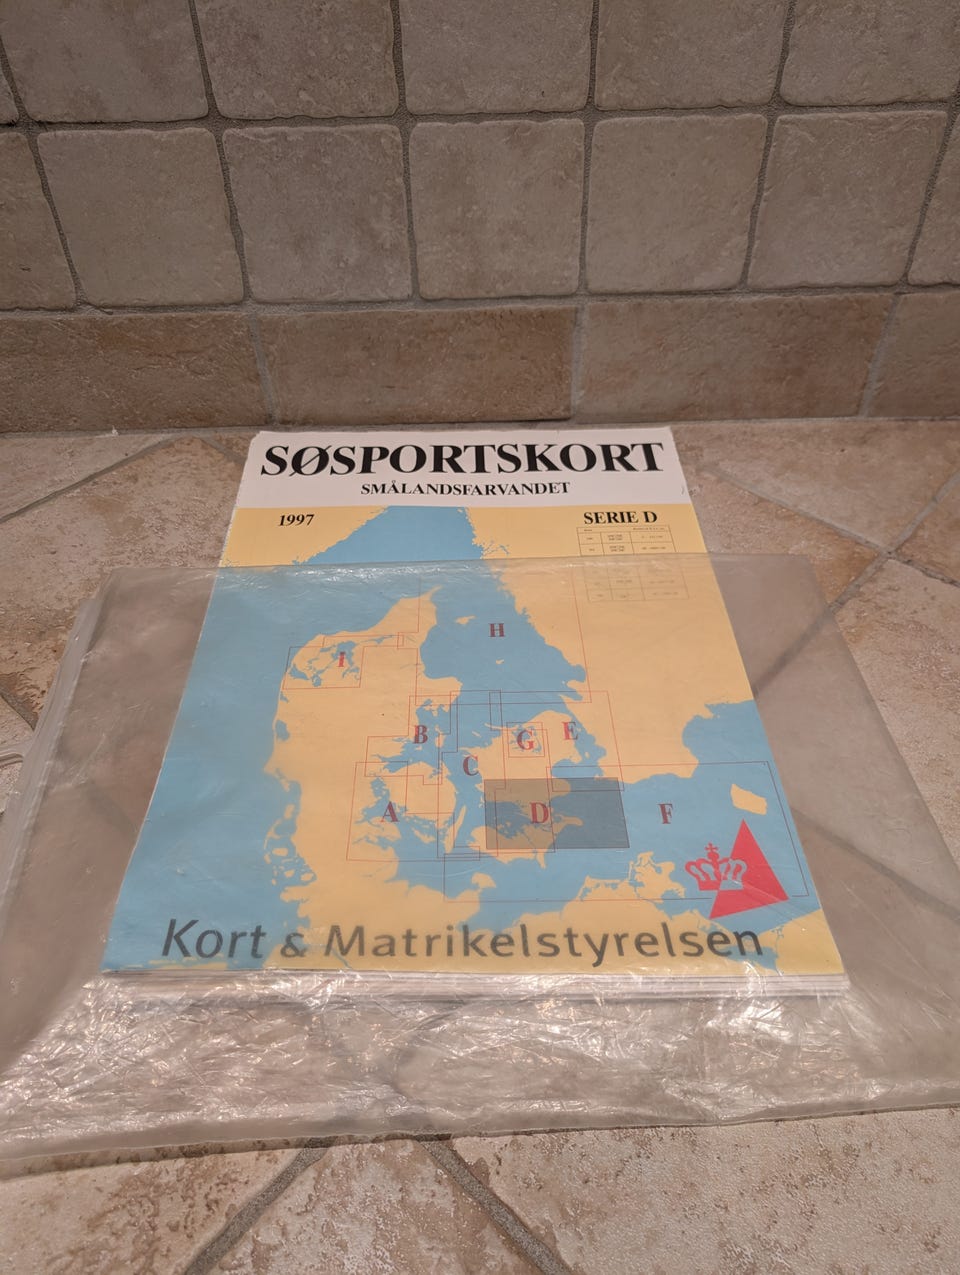 SØSPORTSKORT
SMÅLANDSFARVANDET
1997
SERIE D
H
I
B
G
E
C
A
D
F
Kort & Matrikelstyrelsen